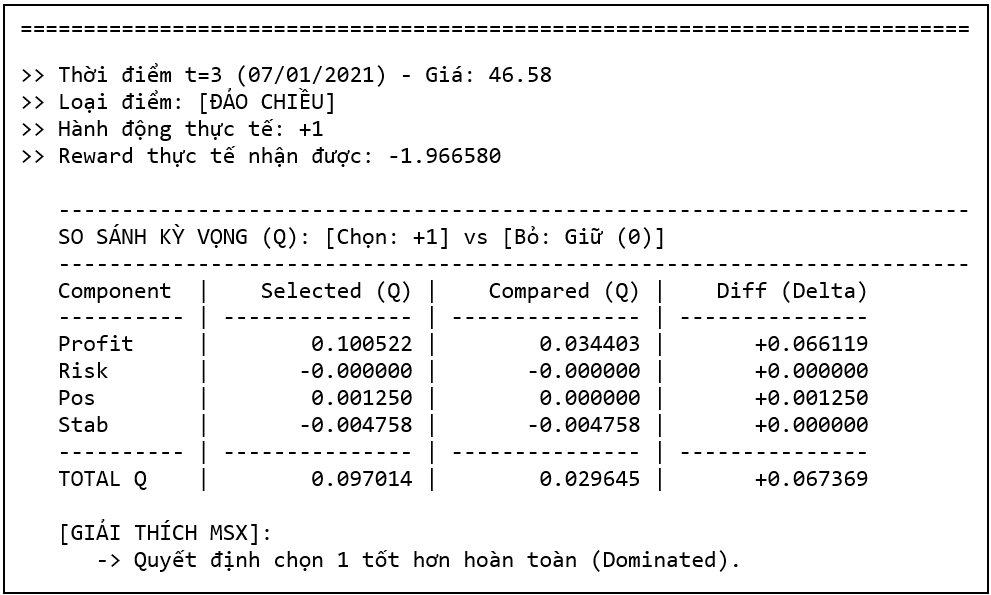 ===========================================================================
>> Thời điểm t=3 (07/01/2021) - Giá: 46.58
>> Loại điểm: [ĐẢO CHIỀU]
>> Hành động thực tế: +1
>> Reward thực tế nhận được: -1.966580
------------------------------------------------------------------------
SO SÁNH KỲ VỌNG (Q): [Chọn: +1] vs [Bỏ: Giữ (0)]
------------------------------------------------------------------------
Component  |    Selected (Q) |    Compared (Q) |    Diff (Delta)
---------- | --------------- | --------------- | ---------------
Profit     |        0.100522 |        0.034403 |       +0.066119
Risk       |       -0.000000 |       -0.000000 |       +0.000000
Pos        |        0.001250 |        0.000000 |       +0.001250
Stab       |       -0.004758 |       -0.004758 |       +0.000000
---------- | --------------- | --------------- | ---------------
TOTAL Q    |        0.097014 |        0.029645 |       +0.067369
[GIẢI THÍCH MSX]:
-> Quyết định chọn 1 tốt hơn hoàn toàn (Dominated).